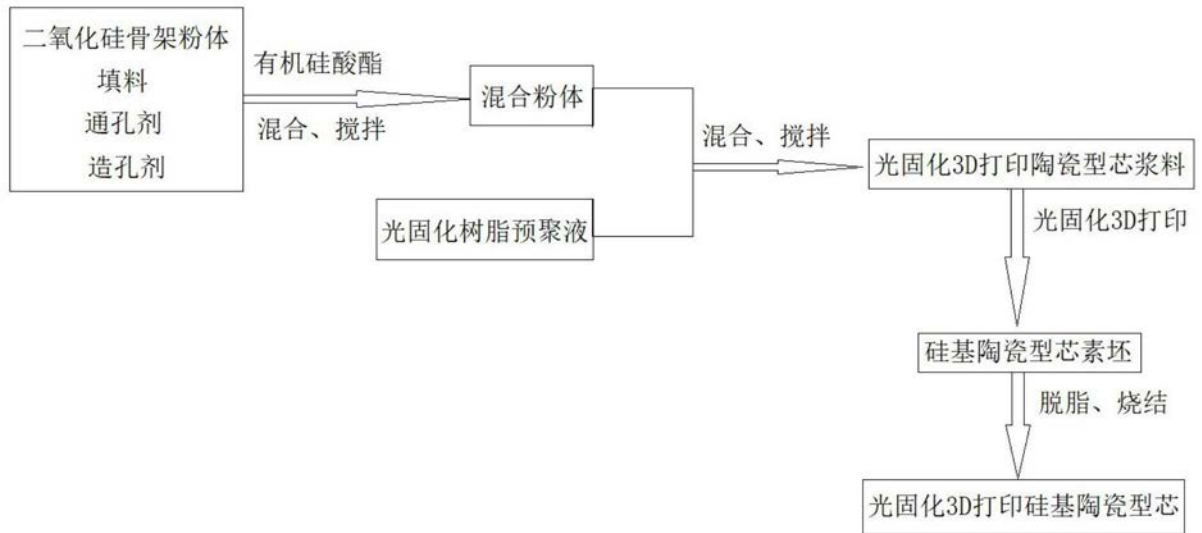 二氧化硅骨架粉体
填料
通孔剂
造孔剂
有机硅酸酯
混合、搅拌
混合粉体
光固化树脂预聚液
混合、搅拌
光固化3D打印陶瓷型芯浆料
光固化3D打印
硅基陶瓷型芯素坯
脱脂、烧结
光固化3D打印硅基陶瓷型芯